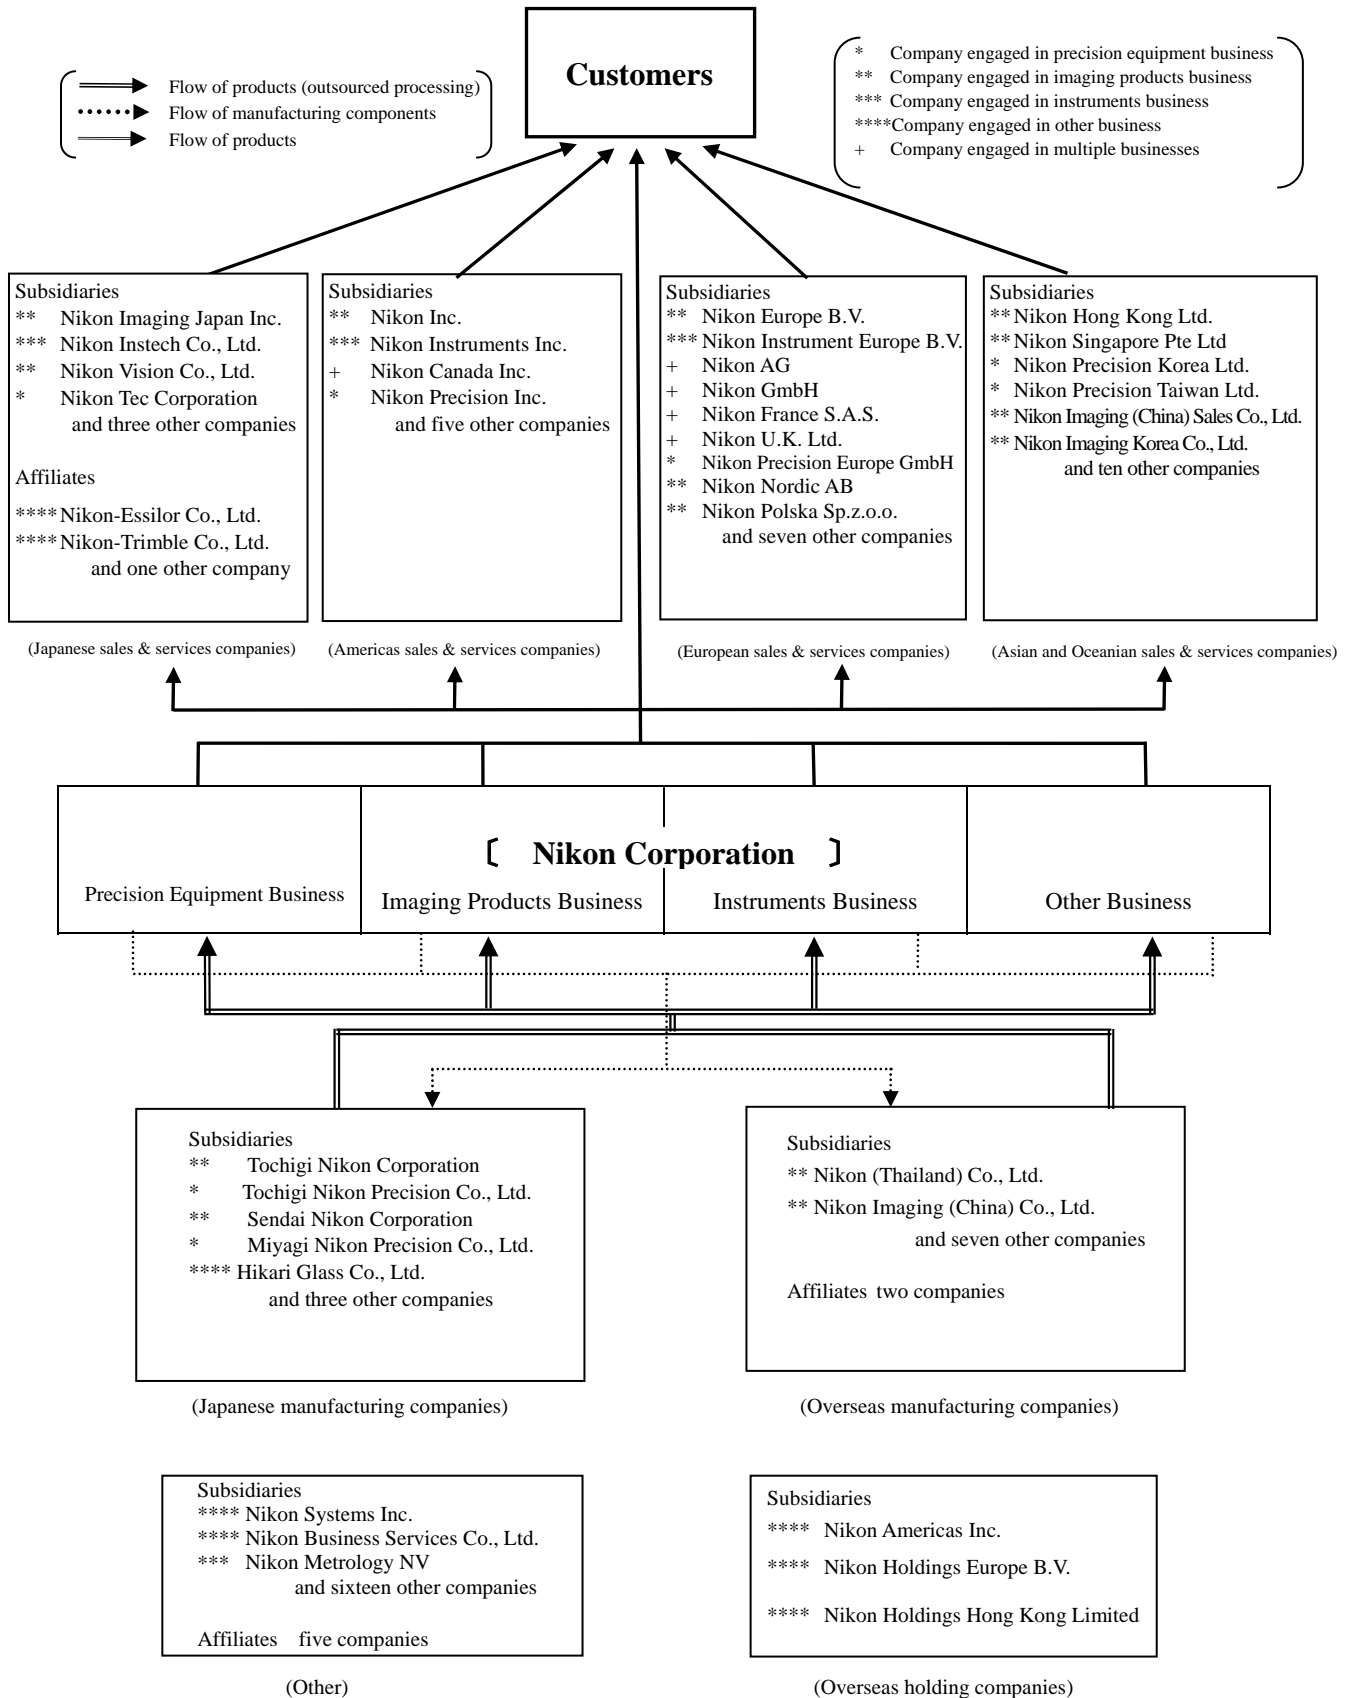 Customers
Flow of products (outsourced processing)
Flow of manufacturing components
Flow of products
* Company engaged in precision equipment business
** Company engaged in imaging products business
*** Company engaged in instruments business
****Company engaged in other business
+ Company engaged in multiple businesses
Subsidiaries
** Nikon Imaging Japan Inc.
*** Nikon Instech Co., Ltd.
** Nikon Vision Co., Ltd.
* Nikon Tec Corporation
and three other companies
Affiliates
****Nikon-Essilor Co., Ltd.
****Nikon-Trimble Co., Ltd.
and one other company
(Japanese sales & services companies)
Subsidiaries
** Nikon Inc.
*** Nikon Instruments Inc.
+ Nikon Canada Inc.
* Nikon Precision Inc.
and five other companies
(Americas sales & services companies)
Subsidiaries
** Nikon Europe B.V.
*** Nikon Instrument Europe B.V.
+ Nikon AG
+ Nikon GmbH
+ Nikon France S.A.S.
+ Nikon U.K. Ltd.
* Nikon Precision Europe GmbH
** Nikon Nordic AB
** Nikon Polska Sp.z.o.o.
and seven other companies
(European sales & services companies)
Subsidiaries
** Nikon Hong Kong Ltd.
** Nikon Singapore Pte Ltd
* Nikon Precision Korea Ltd.
* Nikon Precision Taiwan Ltd.
** Nikon Imaging (China) Sales Co., Ltd.
** Nikon Imaging Korea Co., Ltd.
and ten other companies
(Asian and Oceanian sales & services companies)
〔 Nikon Corporation 〕
Precision Equipment Business
Imaging Products Business
Instruments Business
Other Business
Subsidiaries
** Tochigi Nikon Corporation
* Tochigi Nikon Precision Co., Ltd.
** Sendai Nikon Corporation
* Miyagi Nikon Precision Co., Ltd.
**** Hikari Glass Co., Ltd.
and three other companies
(Japanese manufacturing companies)
Subsidiaries
** Nikon (Thailand) Co., Ltd.
** Nikon Imaging (China) Co., Ltd.
and seven other companies
Affiliates two companies
(Overseas manufacturing companies)
Subsidiaries
**** Nikon Systems Inc.
**** Nikon Business Services Co., Ltd.
*** Nikon Metrology NV
and sixteen other companies
Affiliates five companies
(Other)
Subsidiaries
**** Nikon Americas Inc.
**** Nikon Holdings Europe B.V.
**** Nikon Holdings Hong Kong Limited
(Overseas holding companies)